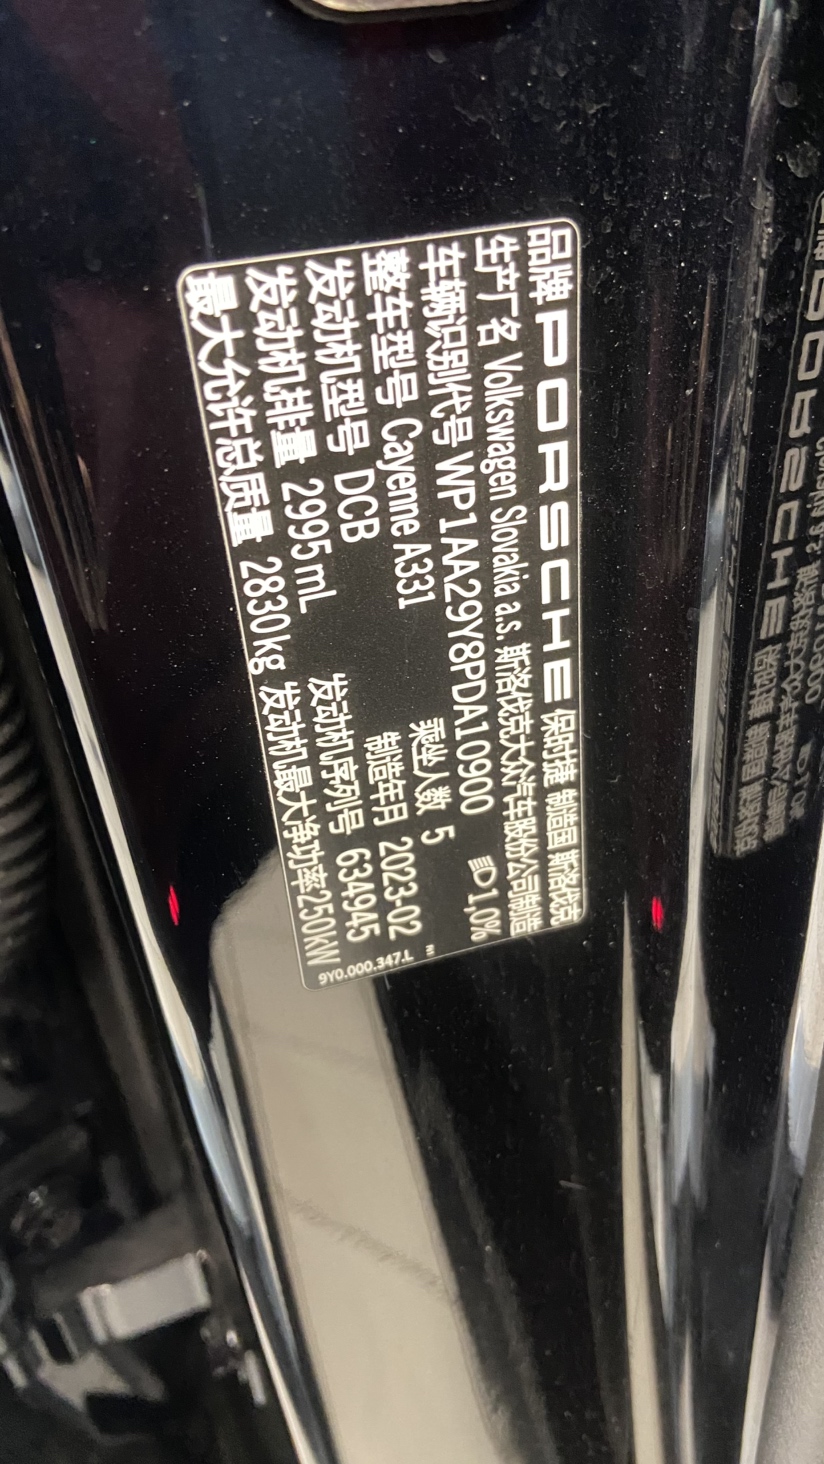 品牌 PORSCHE 保时捷 制造国 斯洛伐克
生产厂名 Volkswagen Slovakia a.s. 斯洛伐克大众汽车股份公司制造
车辆识别代号 WP1AA29Y8PDA10900 1,0%
整车型号 Cayenne A331 乘坐人数 5
发动机型号 DCB 制造年月 2023-02
发动机排量 2995 mL 发动机序列号 634945
最大允许总质量 2830kg 发动机最大净功率250kW
9Y0.000.347.L